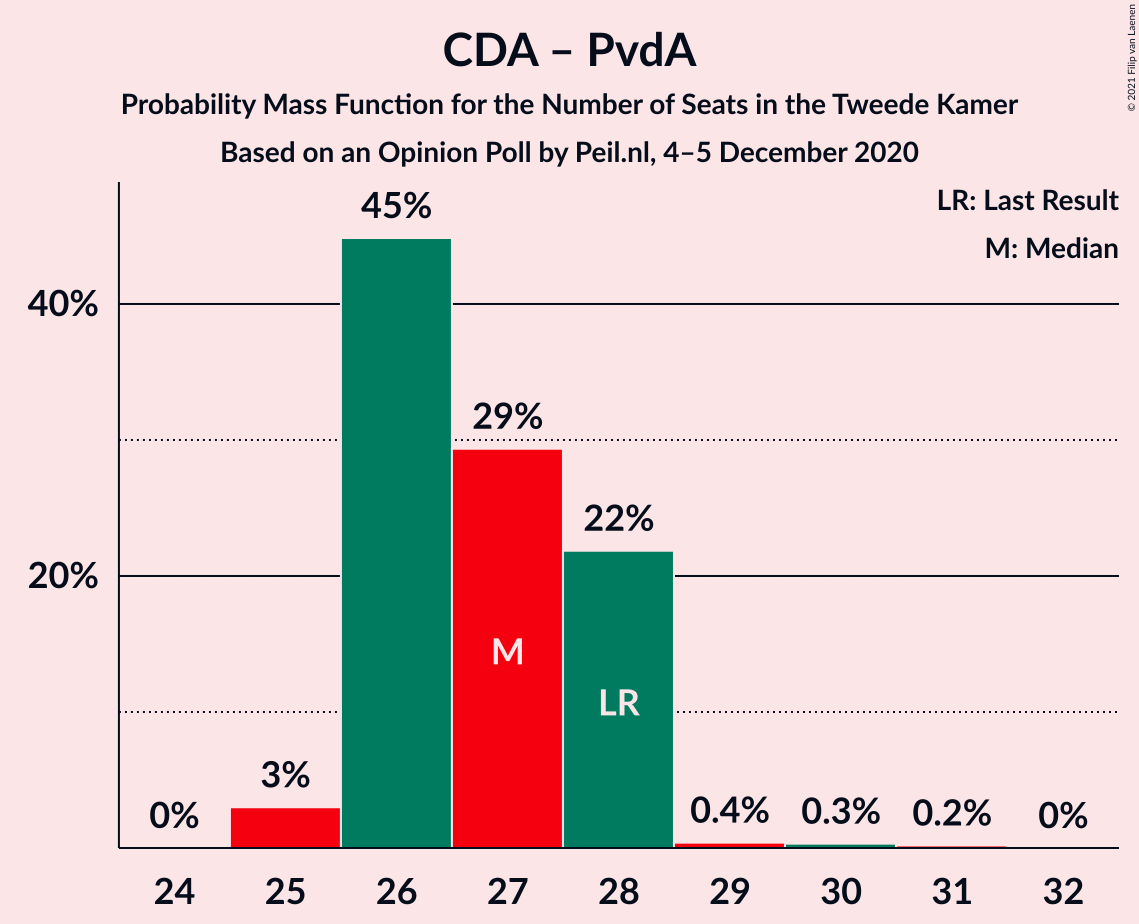 CDA – PvdA
Probability Mass Function for the Number of Seats in the Tweede Kamer
Based on an Opinion Poll by Peil.nl, 4–5 December 2020
© 2021 Filip van Laenen
LR: Last Result
M: Median
45%
40%
29%
22%
20%
M
LR
3%
0%
0.4%
0.3%
0.2%
0%
24 25 26 27 28 29 30 31 32